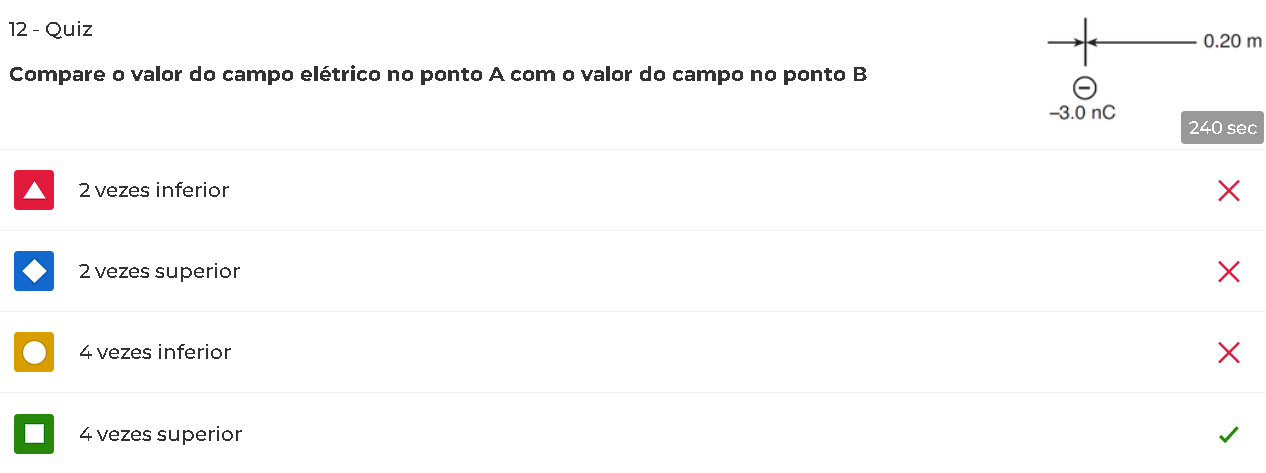 12 - Quiz
Compare o valor do campo elétrico no ponto A com o valor do campo no ponto B
0.20 m
–3.0 nC
240 sec
2 vezes inferior
2 vezes superior
4 vezes inferior
4 vezes superior